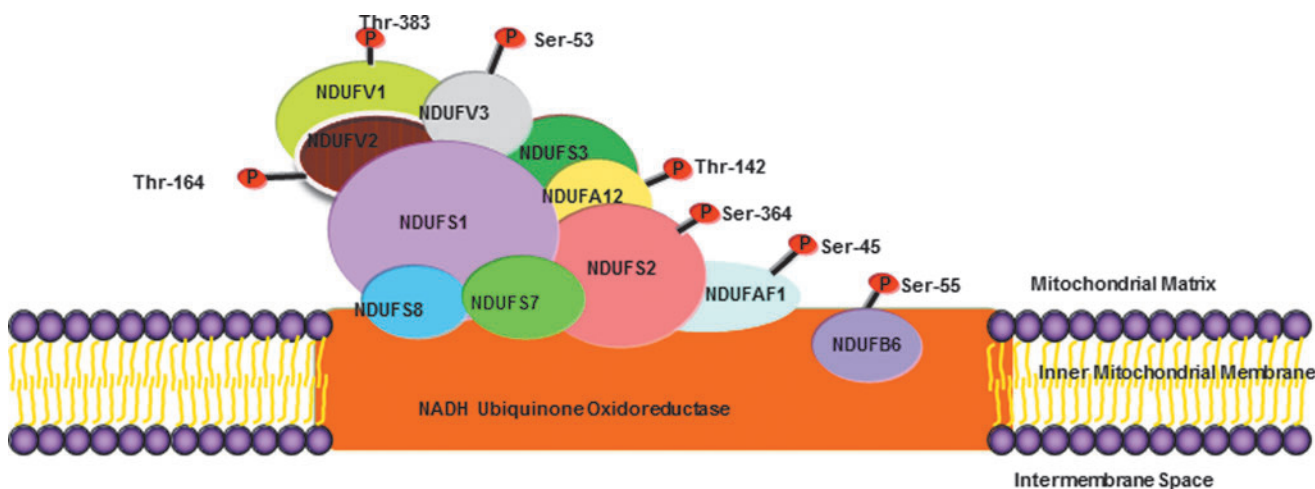 Thr-383
P
Ser-53
P
NDUFV1
NDUFV3
NDUFV2
NDUFS3
Thr-142
P
Thr-164
P
NDUFA12
Ser-364
P
NDUFS1
Ser-45
P
NDUFS2
Ser-55
P
Mitochondrial Matrix
NDUFAF1
NDUFS8
NDUFS7
NDUFB6
Inner Mitochondrial Membrane
NADH Ubiquinone Oxidoreductase
Intermembrane Space